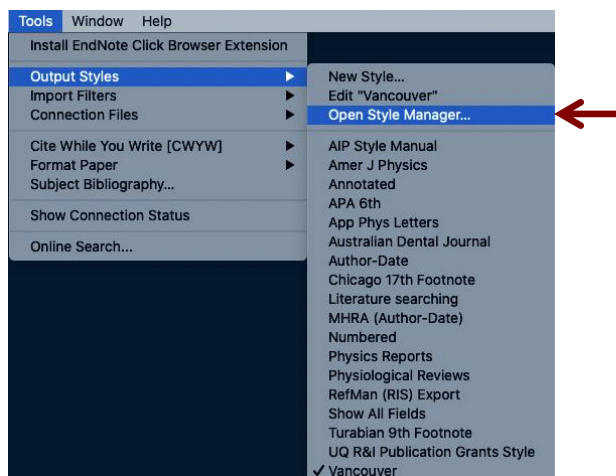 Tools Window Help
Install EndNote Click Browser Extension
Output Styles
Import Filters
Connection Files
Cite While You Write [CWYW]
Format Paper
Subject Bibliography...
Show Connection Status
Online Search...
New Style...
Edit "Vancouver"
Open Style Manager...
AIP Style Manual
Amer J Physics
Annotated
APA 6th
App Phys Letters
Australian Dental Journal
Author-Date
Chicago 17th Footnote
Literature searching
MHRA (Author-Date)
Numbered
Physics Reports
Physiological Reviews
RefMan (RIS) Export
Show All Fields
Turabian 9th Footnote
UQ R&I Publication Grants Style
✓ Vancouver